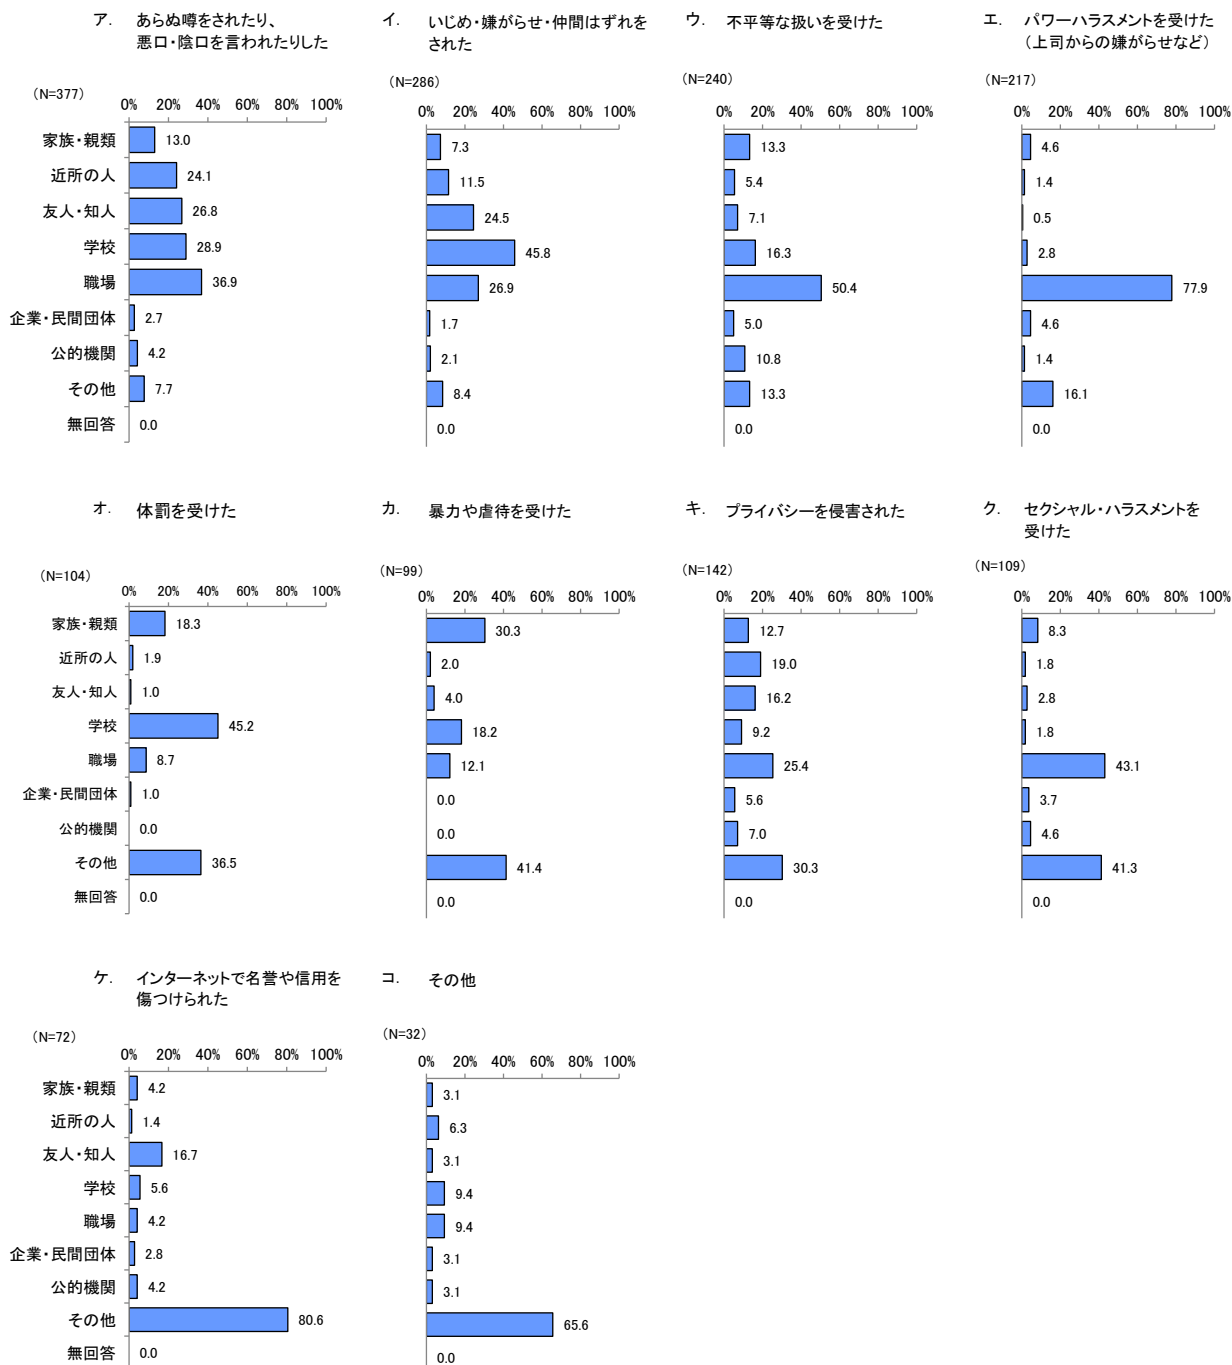 ア. あらぬ噂をされたり、
悪口・陰口を言われたりした
(N=377)
0% 20% 40% 60% 80% 100%
家族・親類 13.0
近所の人 24.1
友人・知人 26.8
学校 28.9
職場 36.9
企業・民間団体 2.7
公的機関 4.2
その他 7.7
無回答 0.0
イ. いじめ・嫌がらせ・仲間はずれを
された
(N=286)
0% 20% 40% 60% 80% 100%
7.3
11.5
24.5
45.8
26.9
1.7
2.1
8.4
0.0
ウ. 不平等な扱いを受けた
(N=240)
0% 20% 40% 60% 80% 100%
13.3
5.4
7.1
16.3
50.4
5.0
10.8
13.3
0.0
エ. パワーハラスメントを受けた
(上司からの嫌がらせなど)
(N=217)
0% 20% 40% 60% 80% 100%
4.6
1.4
0.5
2.8
77.9
4.6
1.4
16.1
0.0
オ. 体罰を受けた
(N=104)
0% 20% 40% 60% 80% 100%
家族・親類 18.3
近所の人 1.9
友人・知人 1.0
学校 45.2
職場 8.7
企業・民間団体 1.0
公的機関 0.0
その他 36.5
無回答 0.0
カ. 暴力や虐待を受けた
(N=99)
0% 20% 40% 60% 80% 100%
30.3
2.0
4.0
18.2
12.1
0.0
0.0
41.4
0.0
キ. プライバシーを侵害された
(N=142)
0% 20% 40% 60% 80% 100%
12.7
19.0
16.2
9.2
25.4
5.6
7.0
30.3
0.0
ク. セクシャル・ハラスメントを
受けた
(N=109)
0% 20% 40% 60% 80% 100%
8.3
1.8
2.8
1.8
43.1
3.7
4.6
41.3
0.0
ケ. インターネットで名誉や信用を
傷つけられた
(N=72)
0% 20% 40% 60% 80% 100%
家族・親類 4.2
近所の人 1.4
友人・知人 16.7
学校 5.6
職場 4.2
企業・民間団体 2.8
公的機関 4.2
その他 80.6
無回答 0.0
コ. その他
(N=32)
0% 20% 40% 60% 80% 100%
3.1
6.3
3.1
9.4
9.4
3.1
3.1
65.6
0.0